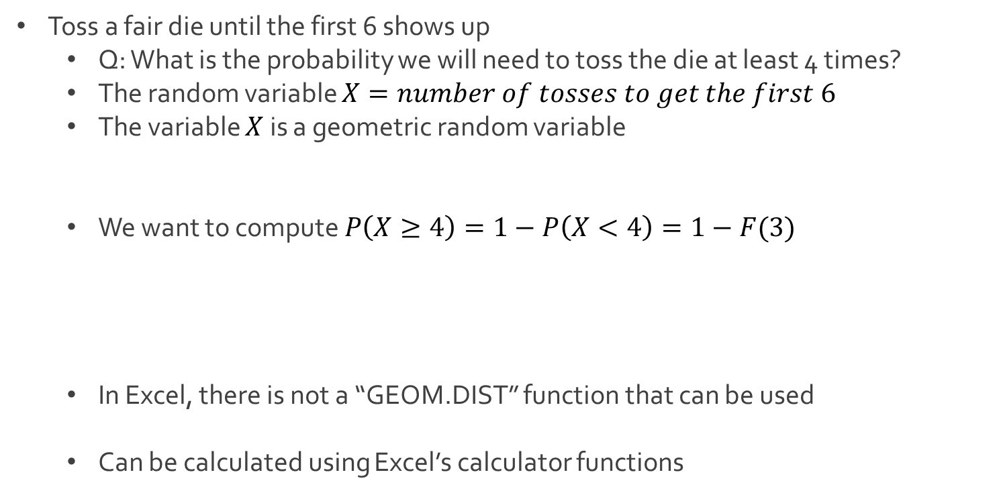 • Toss a fair die until the first 6 shows up
• Q: What is the probability we will need to toss the die at least 4 times?
• The random variable X = number of tosses to get the first 6
• The variable X is a geometric random variable
• We want to compute P(X ≥ 4) = 1 − P(X < 4) = 1 − F(3)
• In Excel, there is not a “GEOM.DIST” function that can be used
• Can be calculated using Excel’s calculator functions